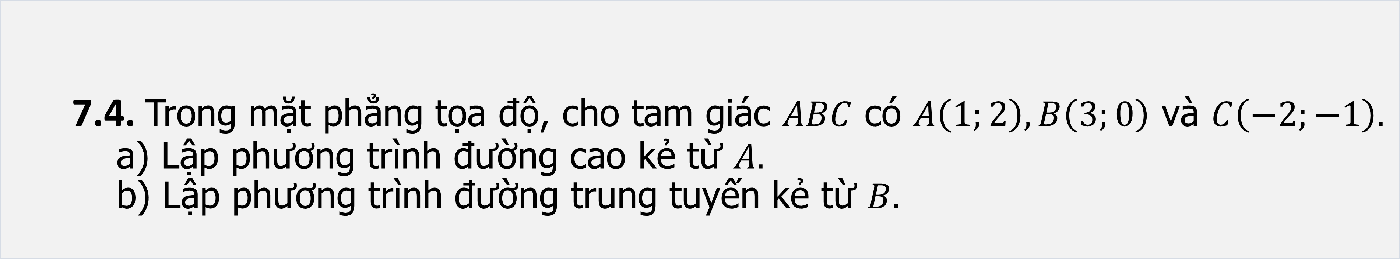 7.4. Trong mặt phẳng tọa độ, cho tam giác ABC có A(1; 2), B(3; 0) và C(−2; −1).
a) Lập phương trình đường cao kẻ từ A.
b) Lập phương trình đường trung tuyến kẻ từ B.